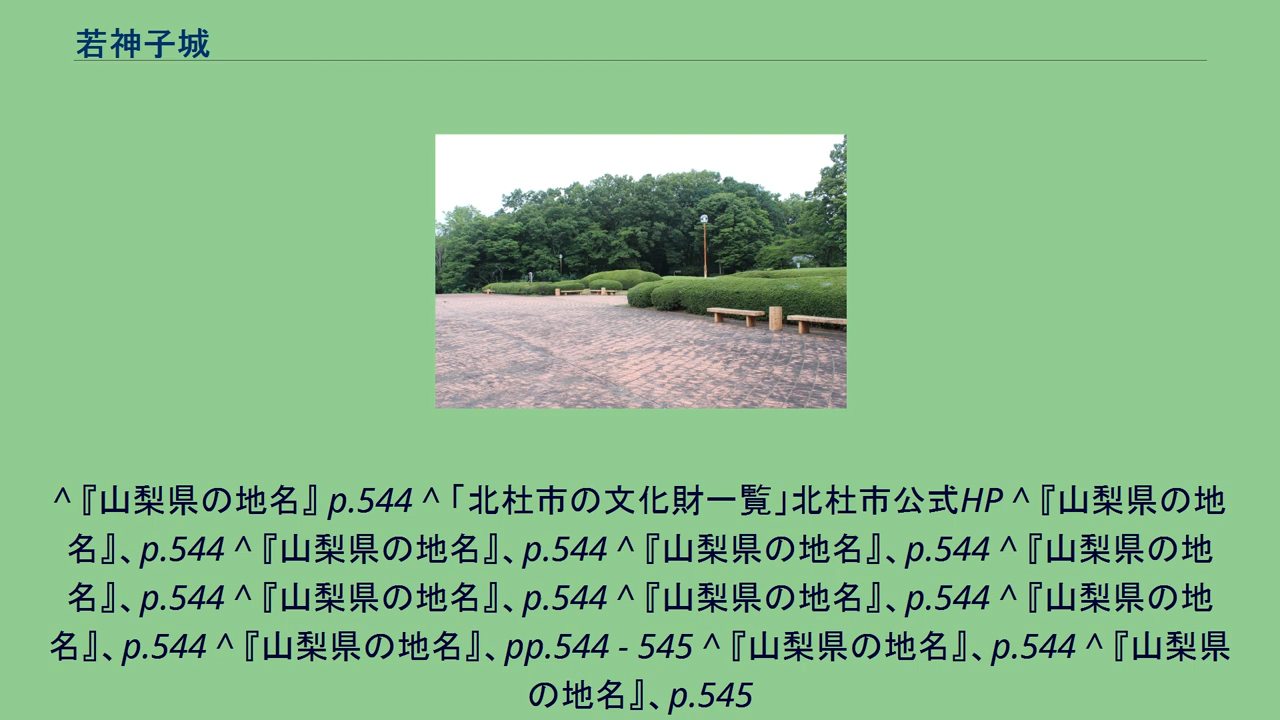 若神子城
^『山梨県の地名』p.544 ^「北杜市の文化財一覧」北杜市公式HP ^『山梨県の地
名』、p.544 ^『山梨県の地名』、p.544 ^『山梨県の地名』、p.544 ^『山梨県の地
名』、p.544 ^『山梨県の地名』、p.544 ^『山梨県の地名』、p.544 ^『山梨県の地
名』、p.544 ^『山梨県の地名』、pp.544 - 545 ^『山梨県の地名』、p.544 ^『山梨県
の地名』、p.545